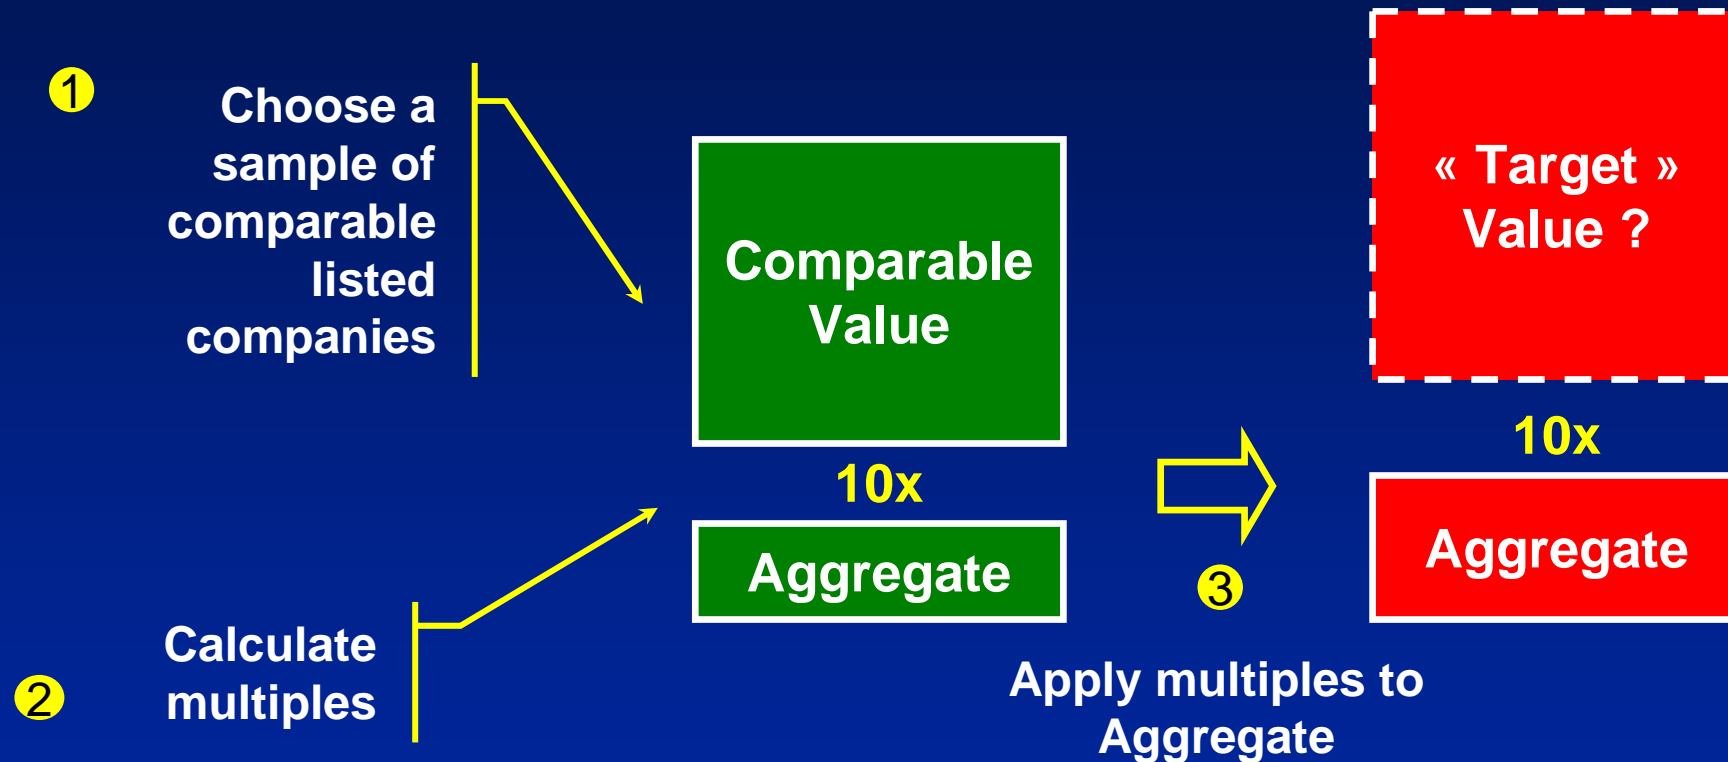 1
Choose a
sample of
comparable
listed
companies
Comparable
Value
10x
Aggregate
2
Calculate
multiples
3
Apply multiples to
Aggregate
« Target »
Value ?
10x
Aggregate